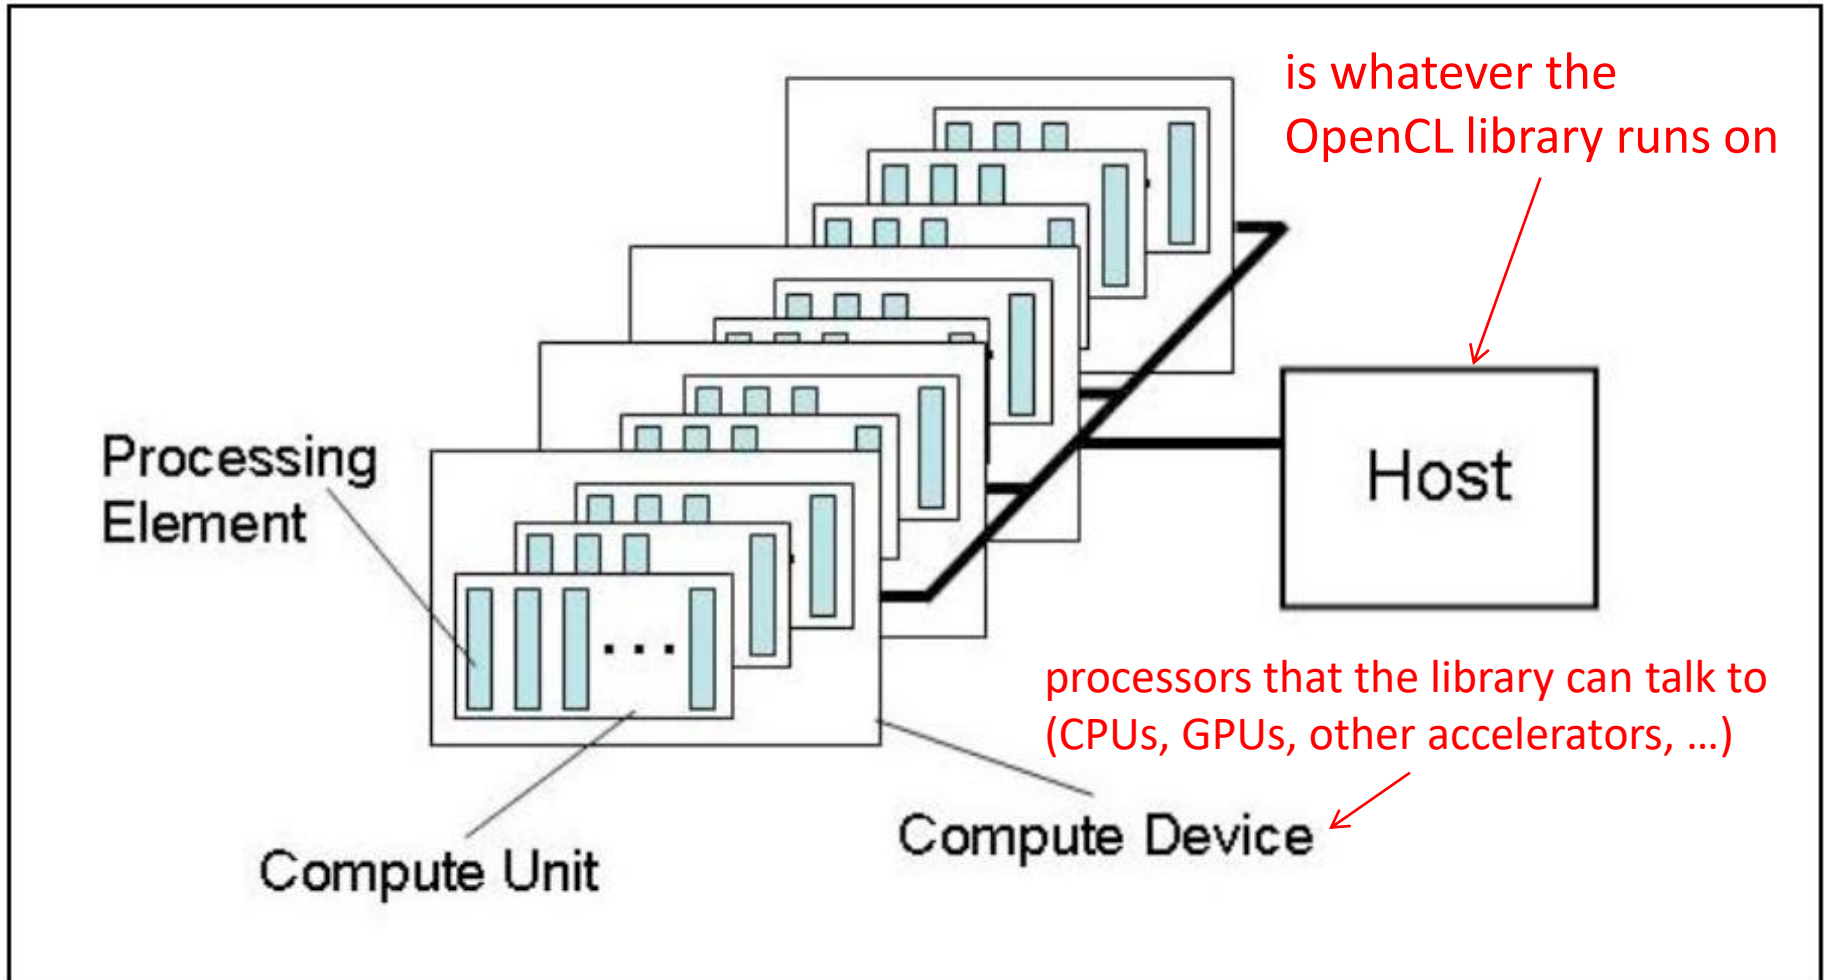 is whatever the
OpenCL library runs on
Processing
Element
Host
...
processors that the library can talk to
(CPUs, GPUs, other accelerators, …)
Compute Device
Compute Unit